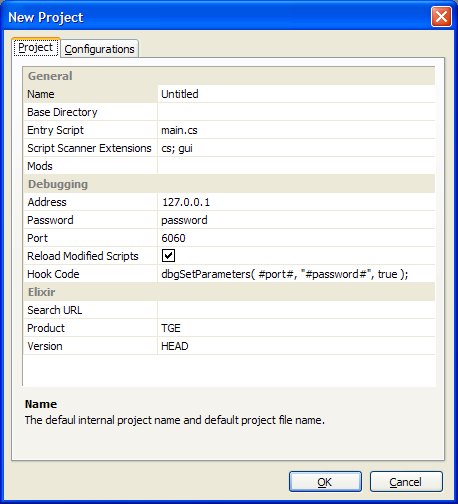 New Project
Project Configurations
General
Name Untitled
Base Directory
Entry Script main.cs
Script Scanner Extensions cs; gui
Mods
Debugging
Address 127.0.0.1
Password password
Port 6060
Reload Modified Scripts
Hook Code dbgSetParameters( #port#, "#password#", true );
Elixir
Search URL
Product TGE
Version HEAD
Name
The defaul internal project name and default project file name.
OK Cancel